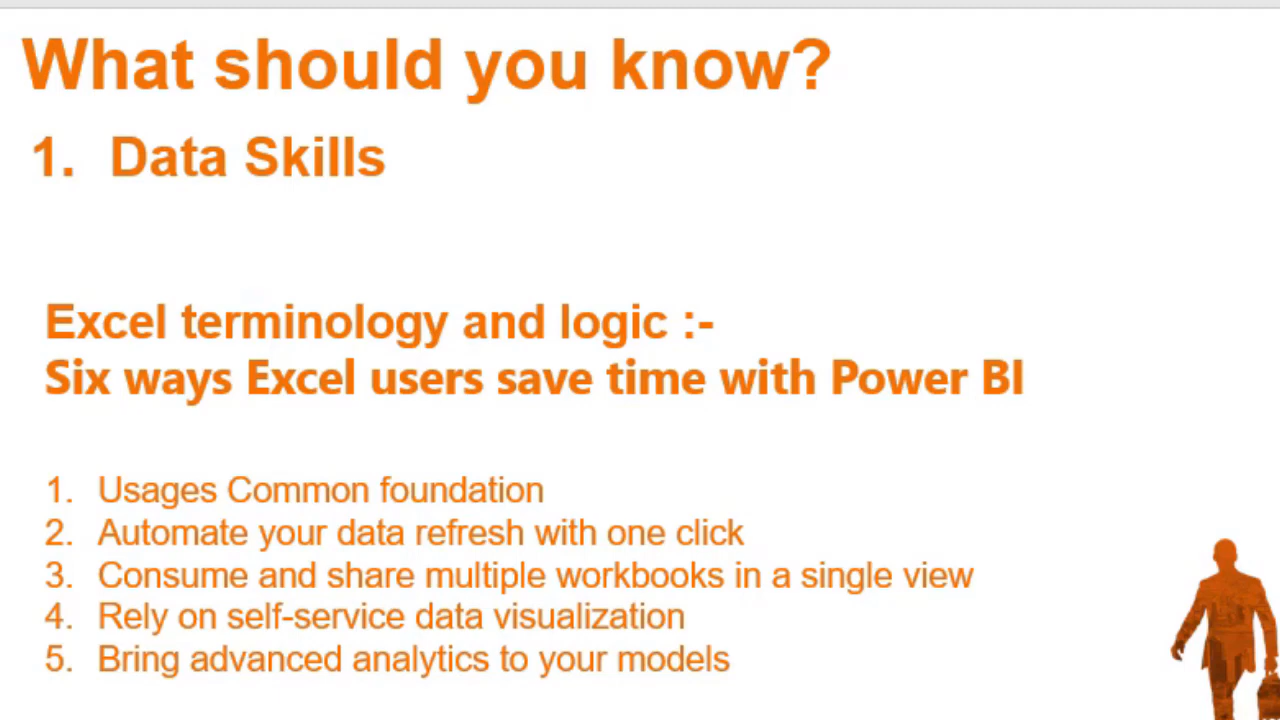 What should you know?
1. Data Skills
Excel terminology and logic :-
Six ways Excel users save time with Power BI
1. Usages Common foundation
2. Automate your data refresh with one click
3. Consume and share multiple workbooks in a single view
4. Rely on self-service data visualization
5. Bring advanced analytics to your models